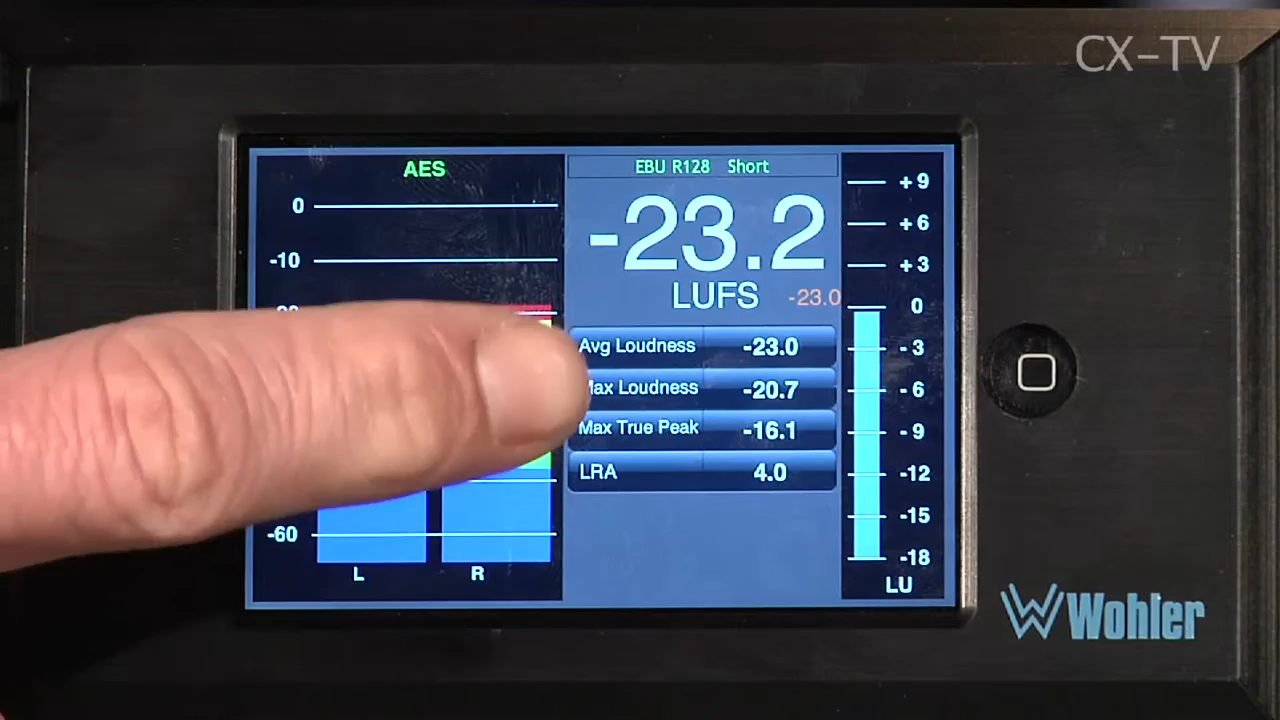 CX-TV
AES
0
-10
-60
L R
EBU R128 Short
-23.2
LUFS -23.0
Avg Loudness -23.0
Max Loudness -20.7
Max True Peak -16.1
LRA 4.0
+9
+6
+3
0
-3
-6
-9
-12
-15
-18
LU
Wohler